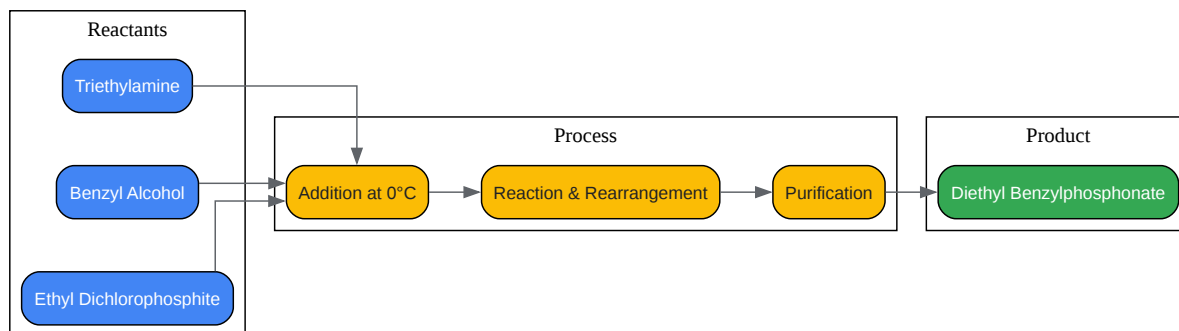 Reactants
Triethylamine
Benzyl Alcohol
Ethyl Dichlorophosphite
Process
Addition at 0°C
Reaction & Rearrangement
Purification
Product
Diethyl Benzylphosphonate